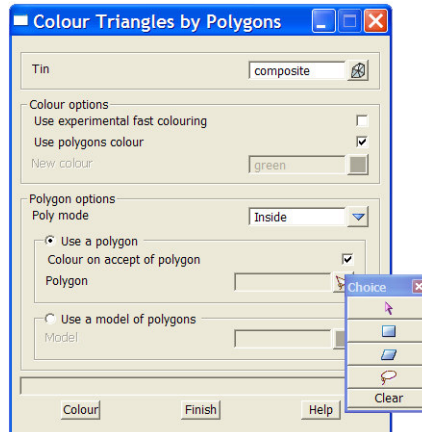 Colour Triangles by Polygons
Tin composite
Colour options
Use experimental fast colouring
Use polygons colour
New colour green
Polygon options
Poly mode Inside
Use a polygon
Colour on accept of polygon
Polygon
Choice
Use a model of polygons
Model
Clear
Colour Finish Help